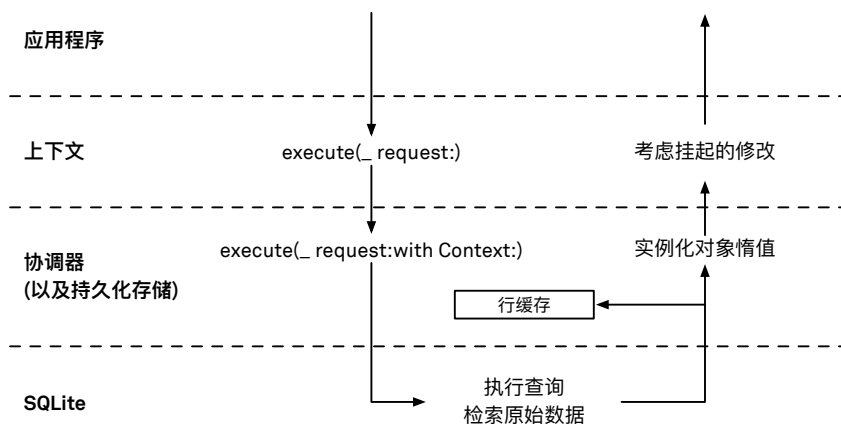 应用程序
上下文
execute(_ request:)
考虑挂起的修改
协调器
(以及持久化存储)
execute(_ request:with Context:)
实例化对象惰值
行缓存
SQLite
执行查询
检索原始数据